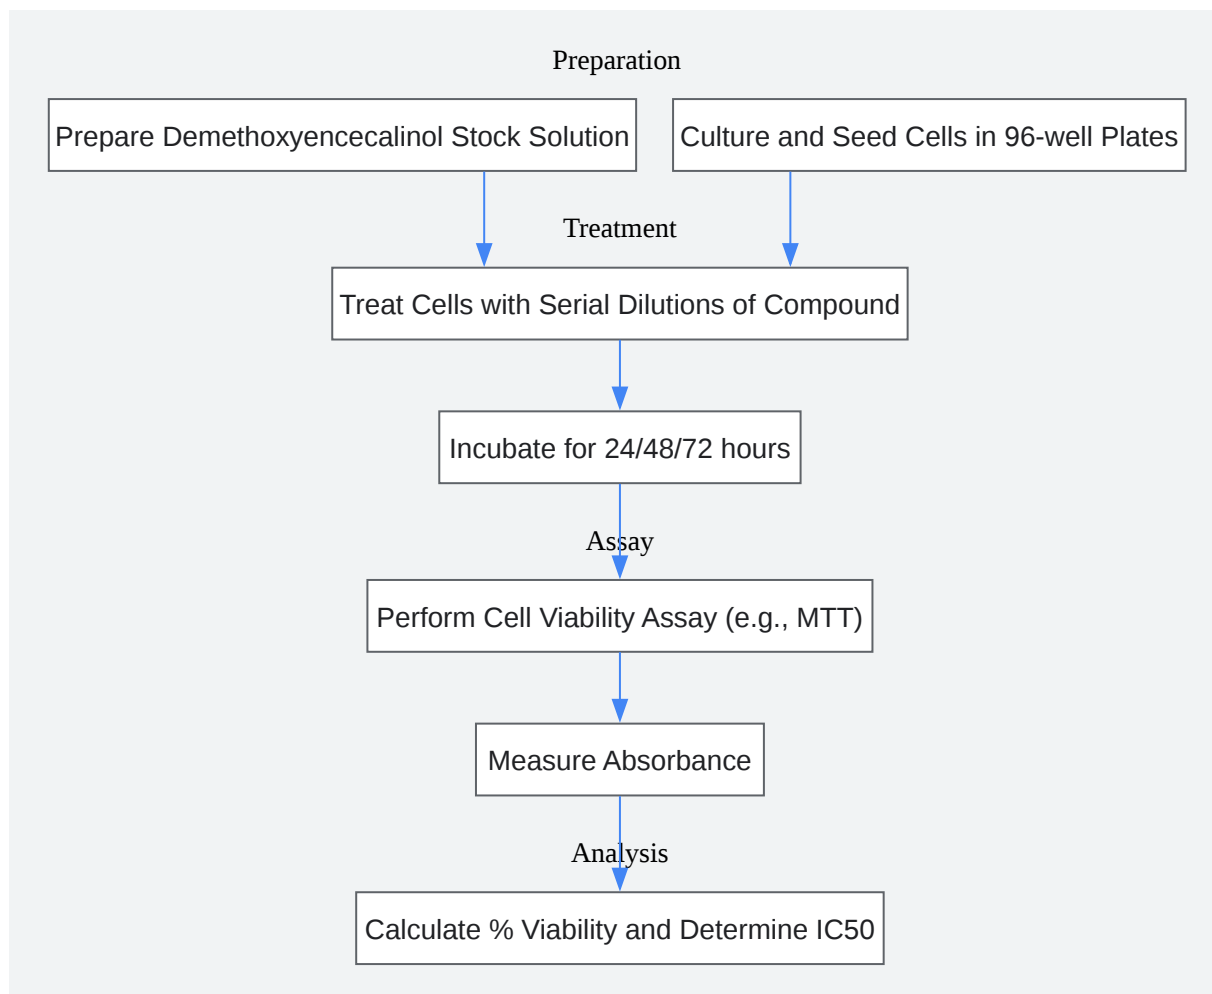 Preparation
Prepare Demethoxyencecalinol Stock Solution
Culture and Seed Cells in 96-well Plates
Treatment
Treat Cells with Serial Dilutions of Compound
Incubate for 24/48/72 hours
Assay
Perform Cell Viability Assay (e.g., MTT)
Measure Absorbance
Analysis
Calculate % Viability and Determine IC50